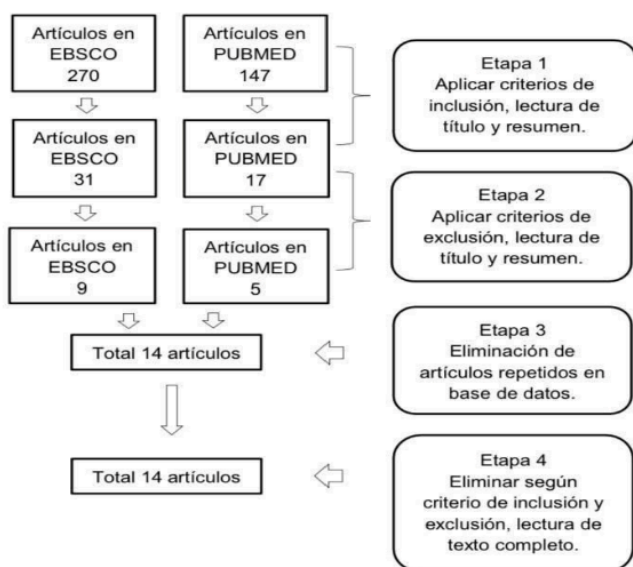 Artículos en
EBSCO
270
Artículos en
PUBMED
147
Etapa 1
Aplicar criterios de
inclusión, lectura de
título y resumen.
Artículos en
EBSCO
31
Artículos en
PUBMED
17
Etapa 2
Aplicar criterios de
exclusión, lectura de
título y resumen.
Artículos en
EBSCO
9
Artículos en
PUBMED
5
Total 14 artículos
Etapa 3
Eliminación de
artículos repetidos en
base de datos.
Total 14 artículos
Etapa 4
Eliminar según
criterio de inclusión y
exclusión, lectura de
texto completo.